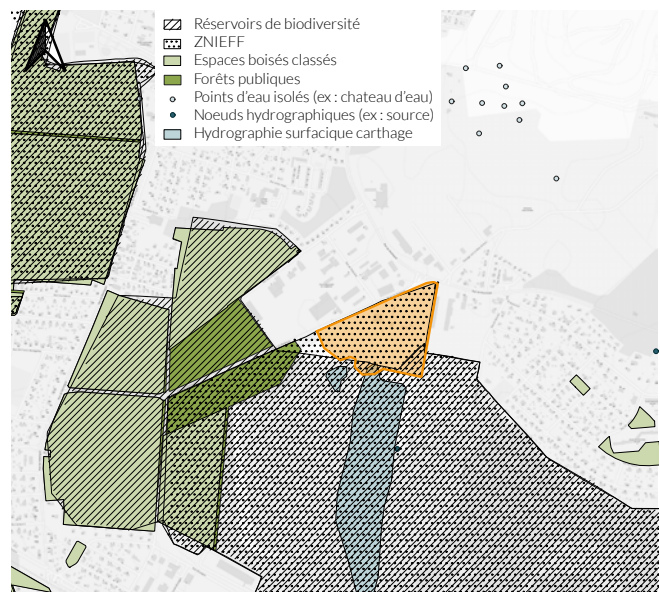 Réservoirs de biodiversité
ZNIEFF
Espaces boisés classés
Forêts publiques
Points d'eau isolés (ex : chateau d'eau)
Noeuds hydrographiques (ex : source)
Hydrographie surfacique carthage